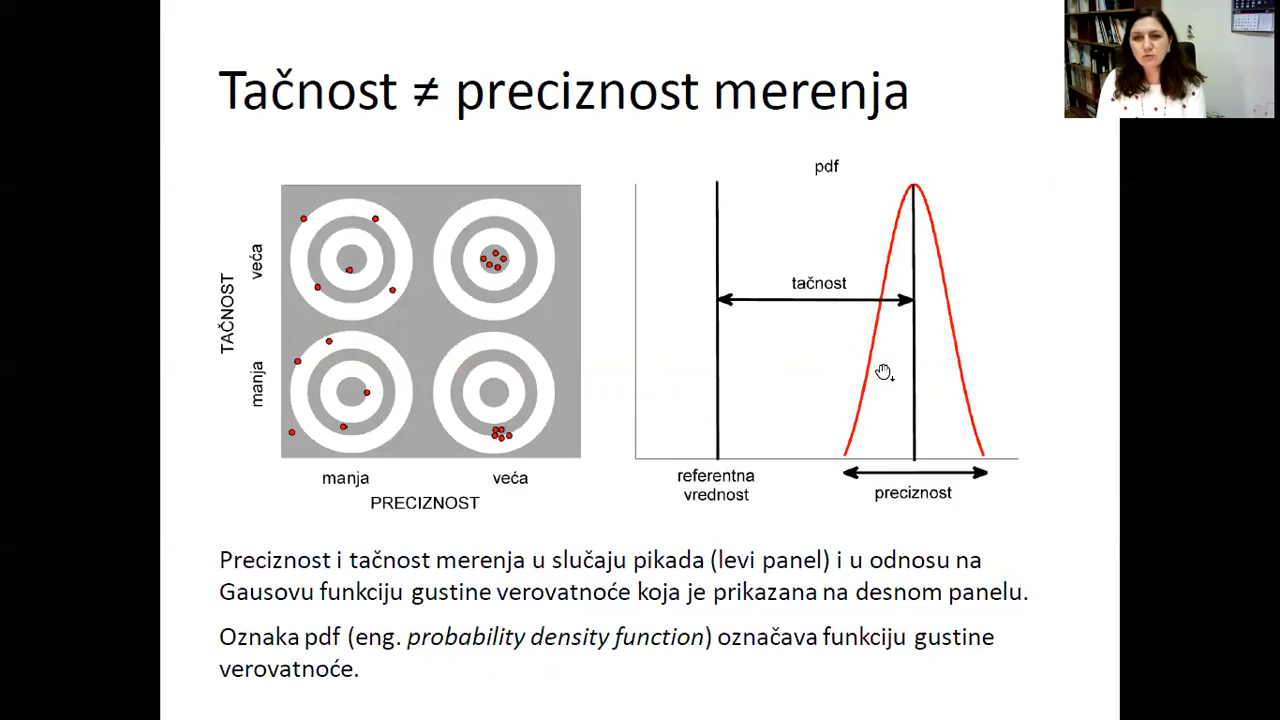 Tačnost ≠ preciznost merenja
TAČNOST
veća
manja
manja
veća
PRECIZNOST
pdf
tačnost
referentna
vrednost
preciznost
Preciznost i tačnost merenja u slučaju pikada (levi panel) i u odnosu na
Gausovu funkciju gustine verovatnoće koja je prikazana na desnom panelu.
Oznaka pdf (eng. probability density function) označava funkciju gustine
verovatnoće.